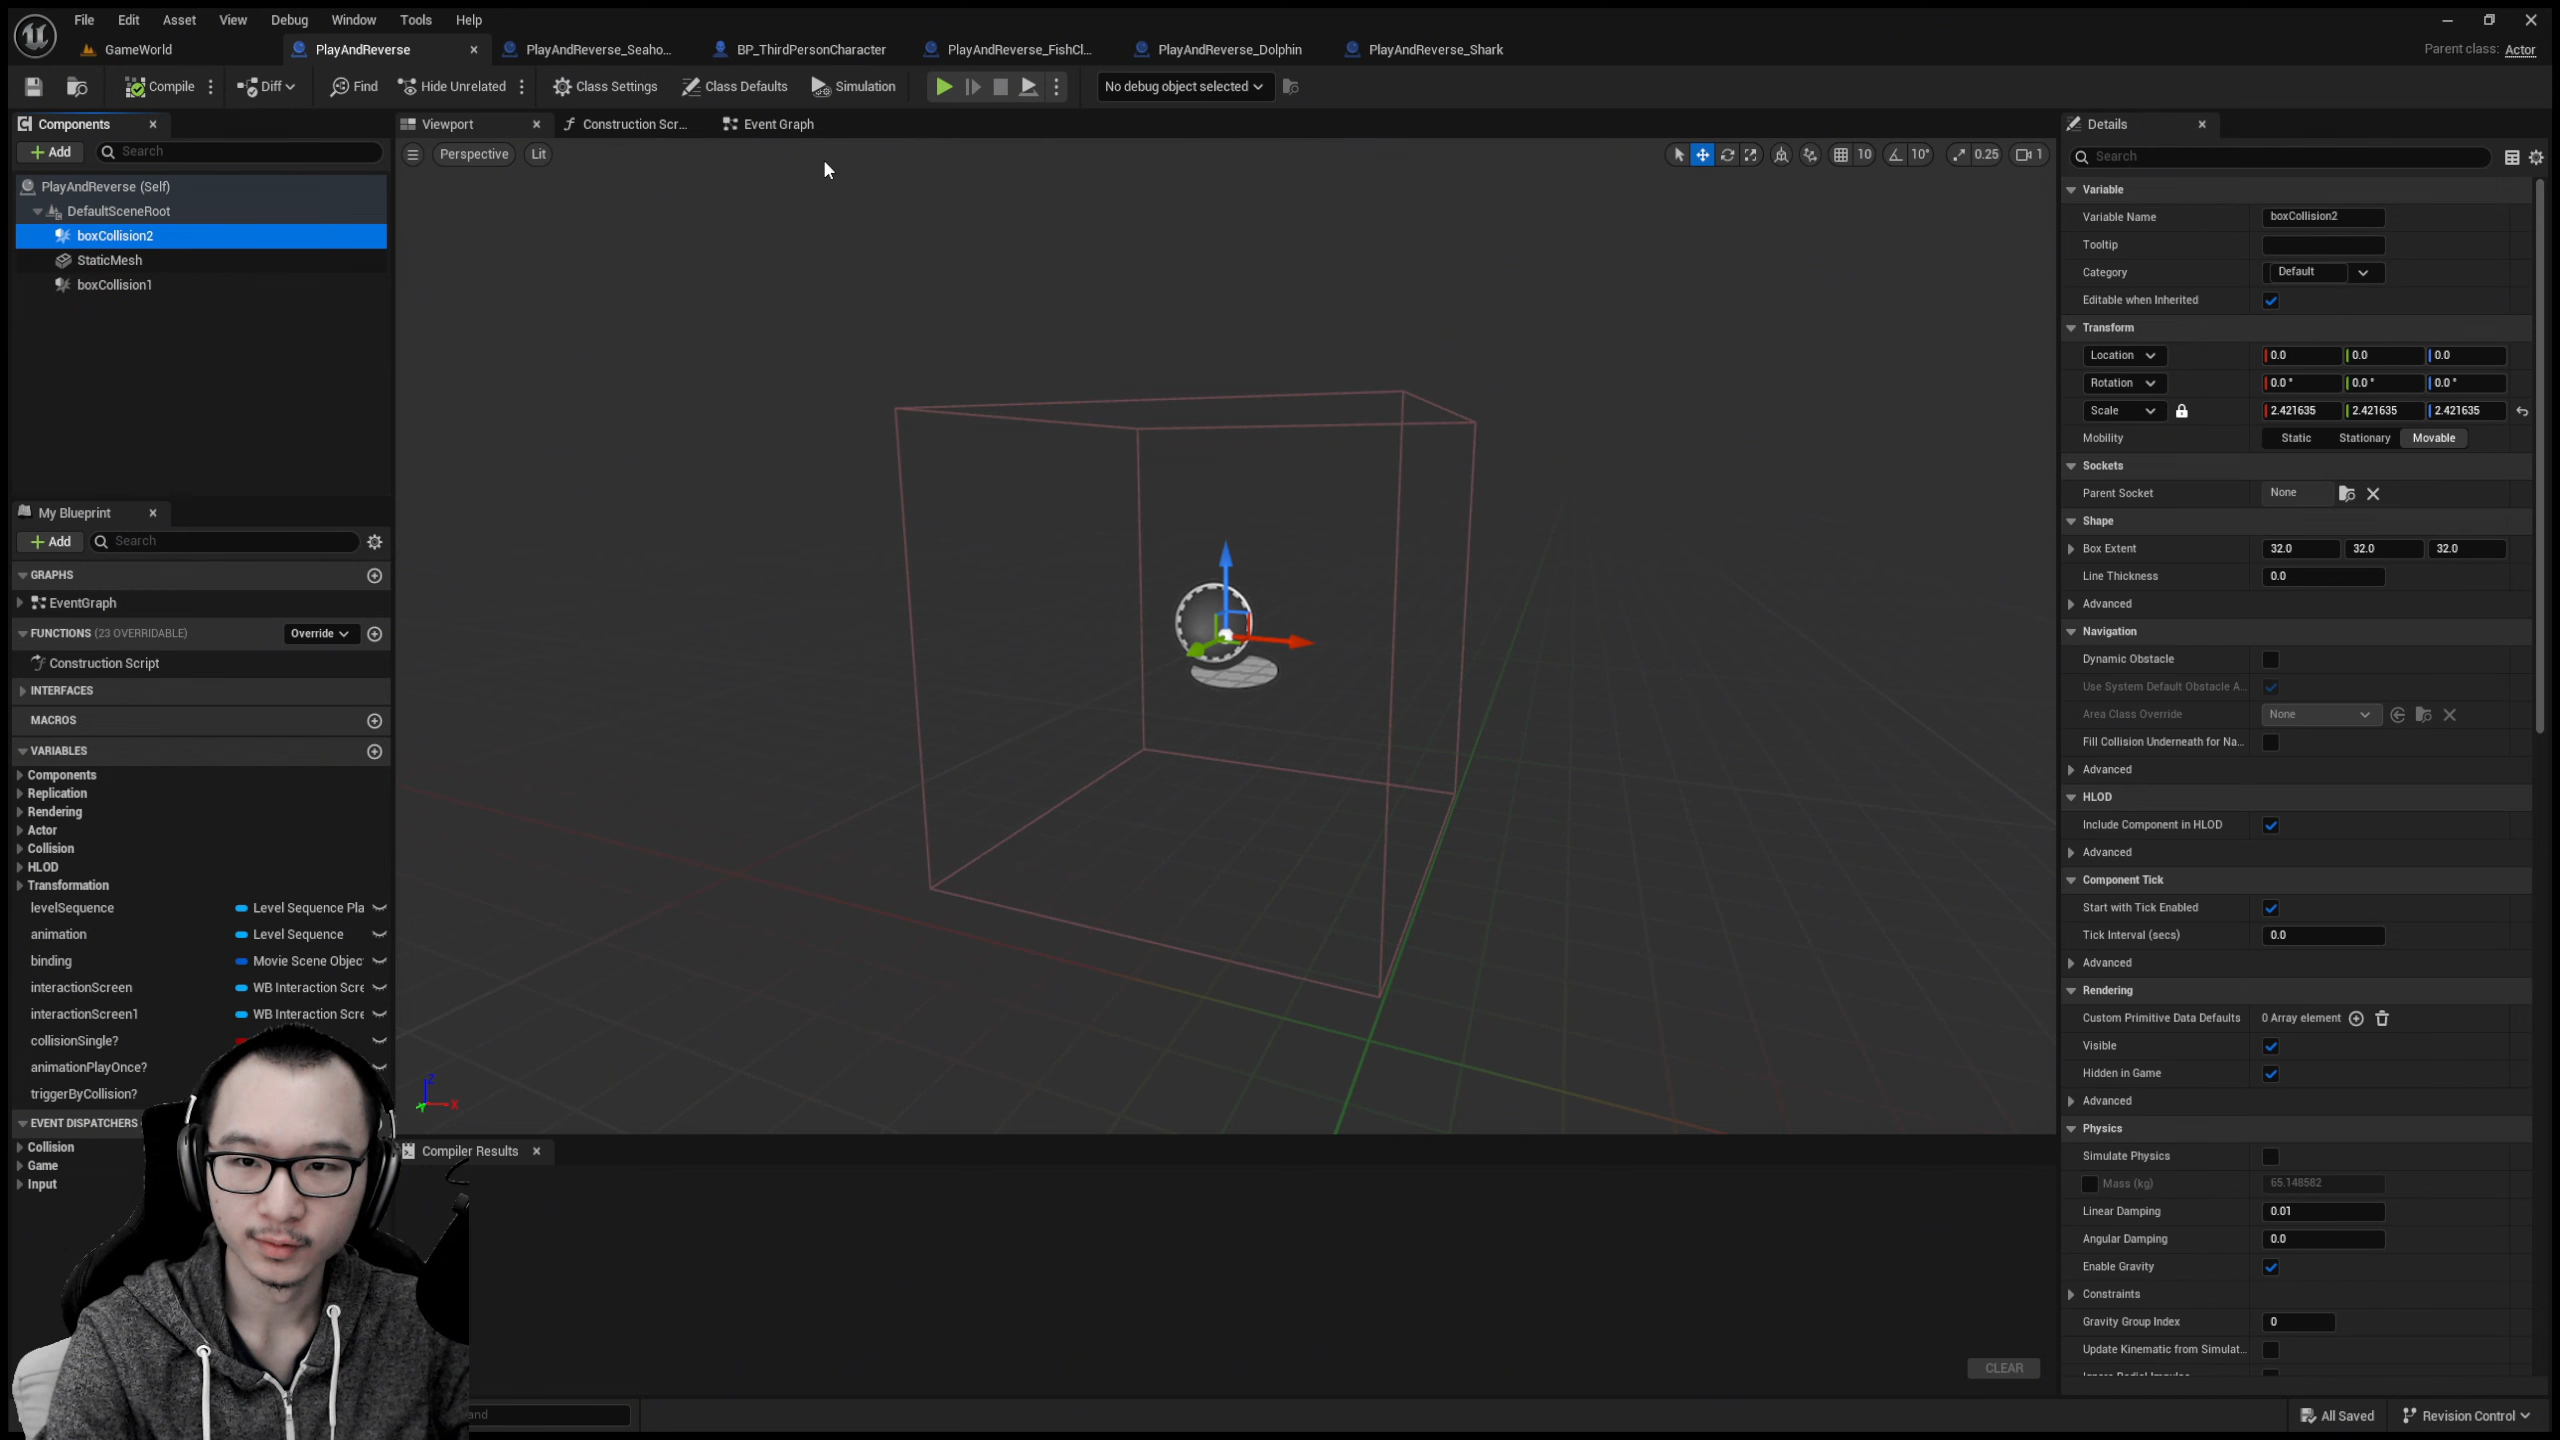 File Edit Asset View Debug Window Tools Help
GameWorld PlayAndReverse PlayAndReverse_Seaho... BP_ThirdPersonCharacter PlayAndReverse_FishCl... PlayAndReverse_Dolphin PlayAndReverse_Shark Parent class: Actor
Compile Diff Find Hide Unrelated Class Settings Class Defaults Simulation No debug object selected
Components
Add Search
PlayAndReverse (Self)
DefaultSceneRoot
boxCollision2
StaticMesh
boxCollision1
My Blueprint
Add Search
GRAPHS
EventGraph
FUNCTIONS (23 OVERRIDABLE) Override
Construction Script
INTERFACES
MACROS
VARIABLES
Components
Replication
Rendering
Actor
Collision
HLOD
Transformation
levelSequence Level Sequence Pla
animation Level Sequence
binding Movie Scene Objec
interactionScreen WB Interaction Scre
interactionScreen1 WB Interaction Scre
collisionSingle?
animationPlayOnce?
triggerByCollision?
EVENT DISPATCHERS
Collision
Game
Input
Viewport Construction Scr... Event Graph
Perspective Lit 10 10° 0.25 1
Z
X
Compiler Results
CLEAR
Details
Search
Variable
Variable Name boxCollision2
Tooltip
Category Default
Editable when Inherited
Transform
Location 0.0 0.0 0.0
Rotation 0.0 ° 0.0 ° 0.0 °
Scale 2.421635 2.421635 2.421635
Mobility Static Stationary Movable
Sockets
Parent Socket None
Shape
Box Extent 32.0 32.0 32.0
Line Thickness 0.0
Advanced
Navigation
Dynamic Obstacle
Use System Default Obstacle A...
Area Class Override None
Fill Collision Underneath for Na...
Advanced
HLOD
Include Component in HLOD
Advanced
Component Tick
Start with Tick Enabled
Tick Interval (secs) 0.0
Advanced
Rendering
Custom Primitive Data Defaults 0 Array element
Visible
Hidden in Game
Advanced
Physics
Simulate Physics
Mass (kg) 65.148582
Linear Damping 0.01
Angular Damping 0.0
Enable Gravity
Constraints
Gravity Group Index 0
Update Kinematic from Simulat...
All Saved Revision Control